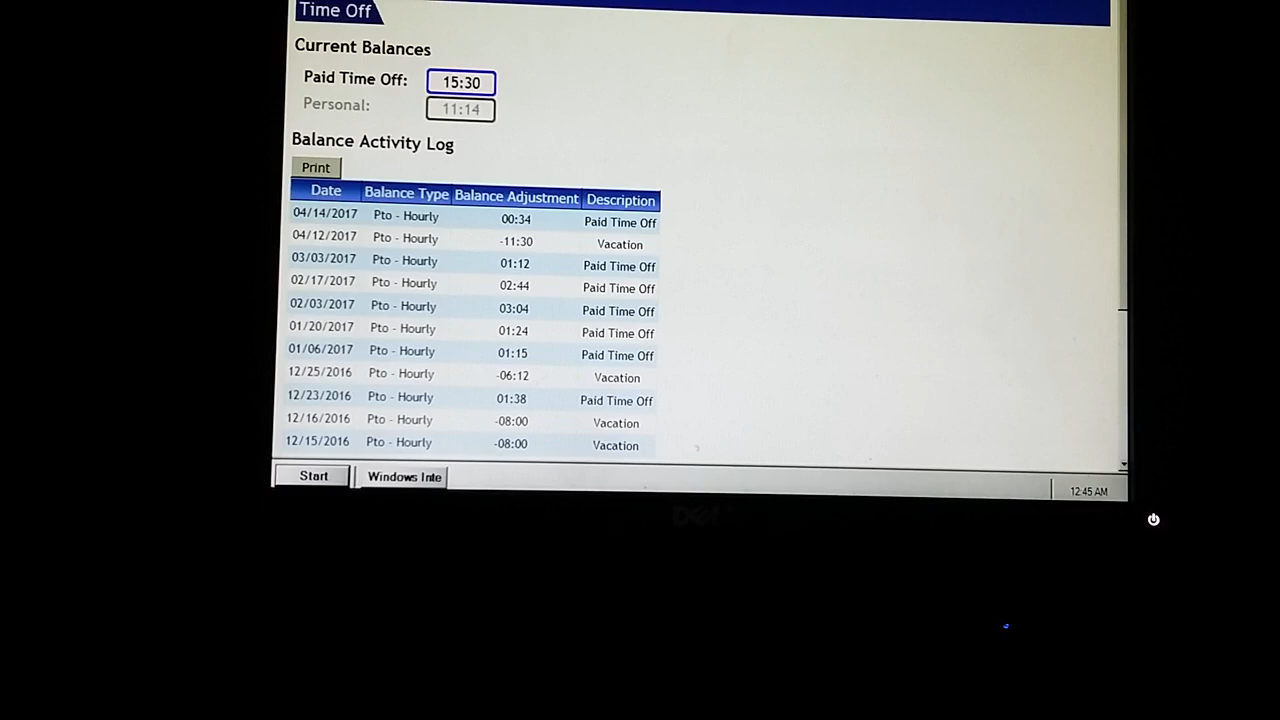 Time Off
Current Balances
Paid Time Off: 15:30
Personal: 11:14
Balance Activity Log
Print
Date Balance Type Balance Adjustment Description
04/14/2017 Pto - Hourly 00:34 Paid Time Off
04/12/2017 Pto - Hourly -11:30 Vacation
03/03/2017 Pto - Hourly 01:12 Paid Time Off
02/17/2017 Pto - Hourly 02:44 Paid Time Off
02/03/2017 Pto - Hourly 03:04 Paid Time Off
01/20/2017 Pto - Hourly 01:24 Paid Time Off
01/06/2017 Pto - Hourly 01:15 Paid Time Off
12/25/2016 Pto - Hourly -06:12 Vacation
12/23/2016 Pto - Hourly 01:38 Paid Time Off
12/16/2016 Pto - Hourly -08:00 Vacation
12/15/2016 Pto - Hourly -08:00 Vacation
Start Windows Inte 12:45 AM
DELL